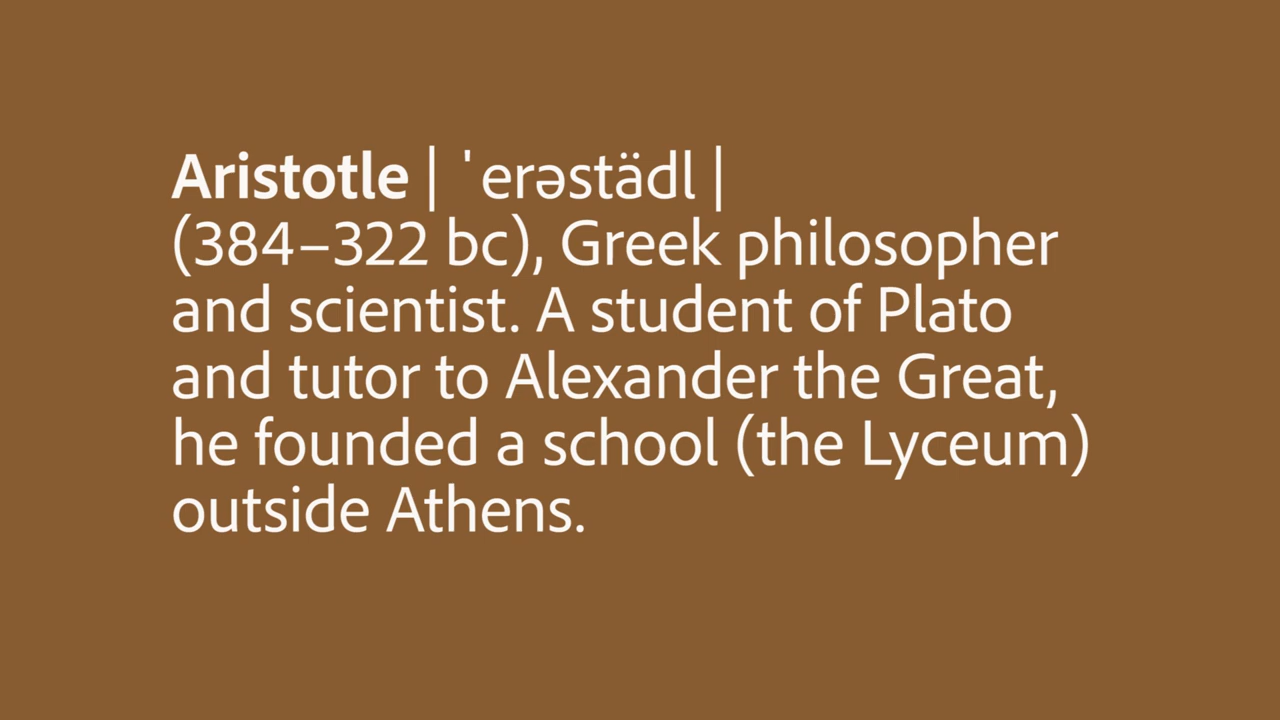 Aristotle | ˈerəstädl |
(384–322 bc), Greek philosopher
and scientist. A student of Plato
and tutor to Alexander the Great,
he founded a school (the Lyceum)
outside Athens.